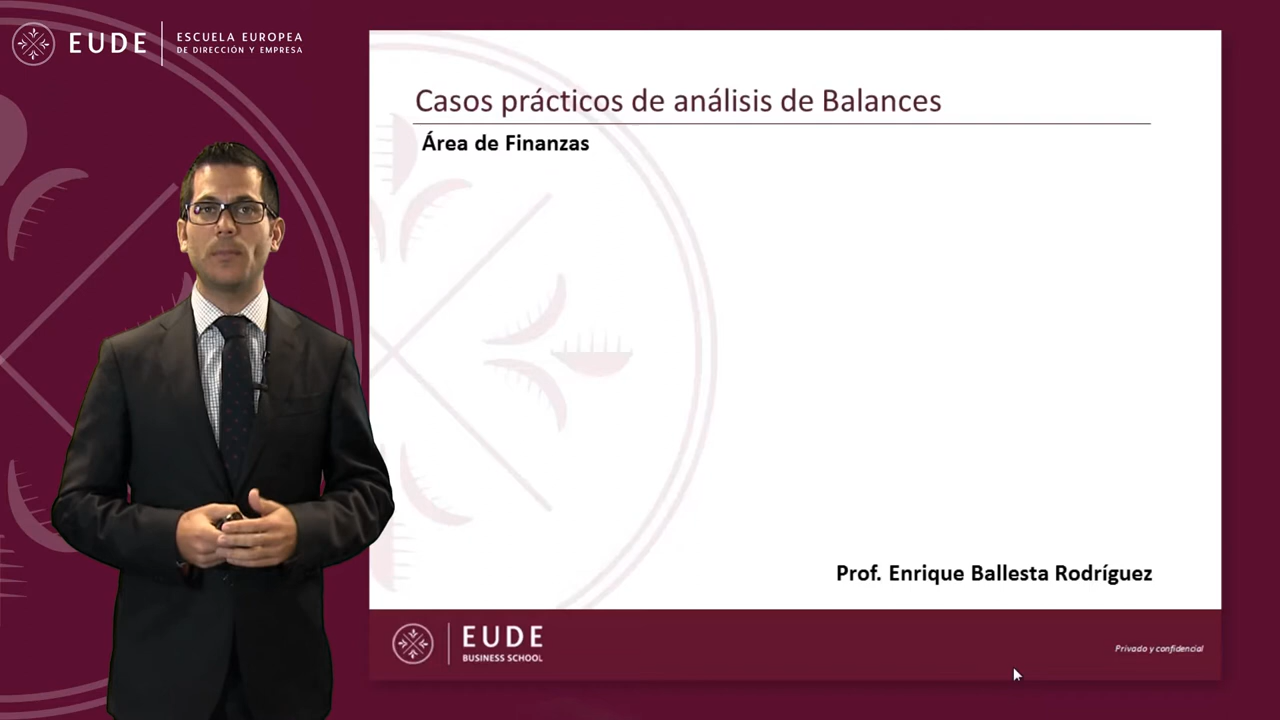 EUDE
ESCUELA EUROPEA
DE DIRECCIÓN Y EMPRESA
Casos prácticos de análisis de Balances
Área de Finanzas
Prof. Enrique Ballesta Rodríguez
EUDE
BUSINESS SCHOOL
Privado y confidencial